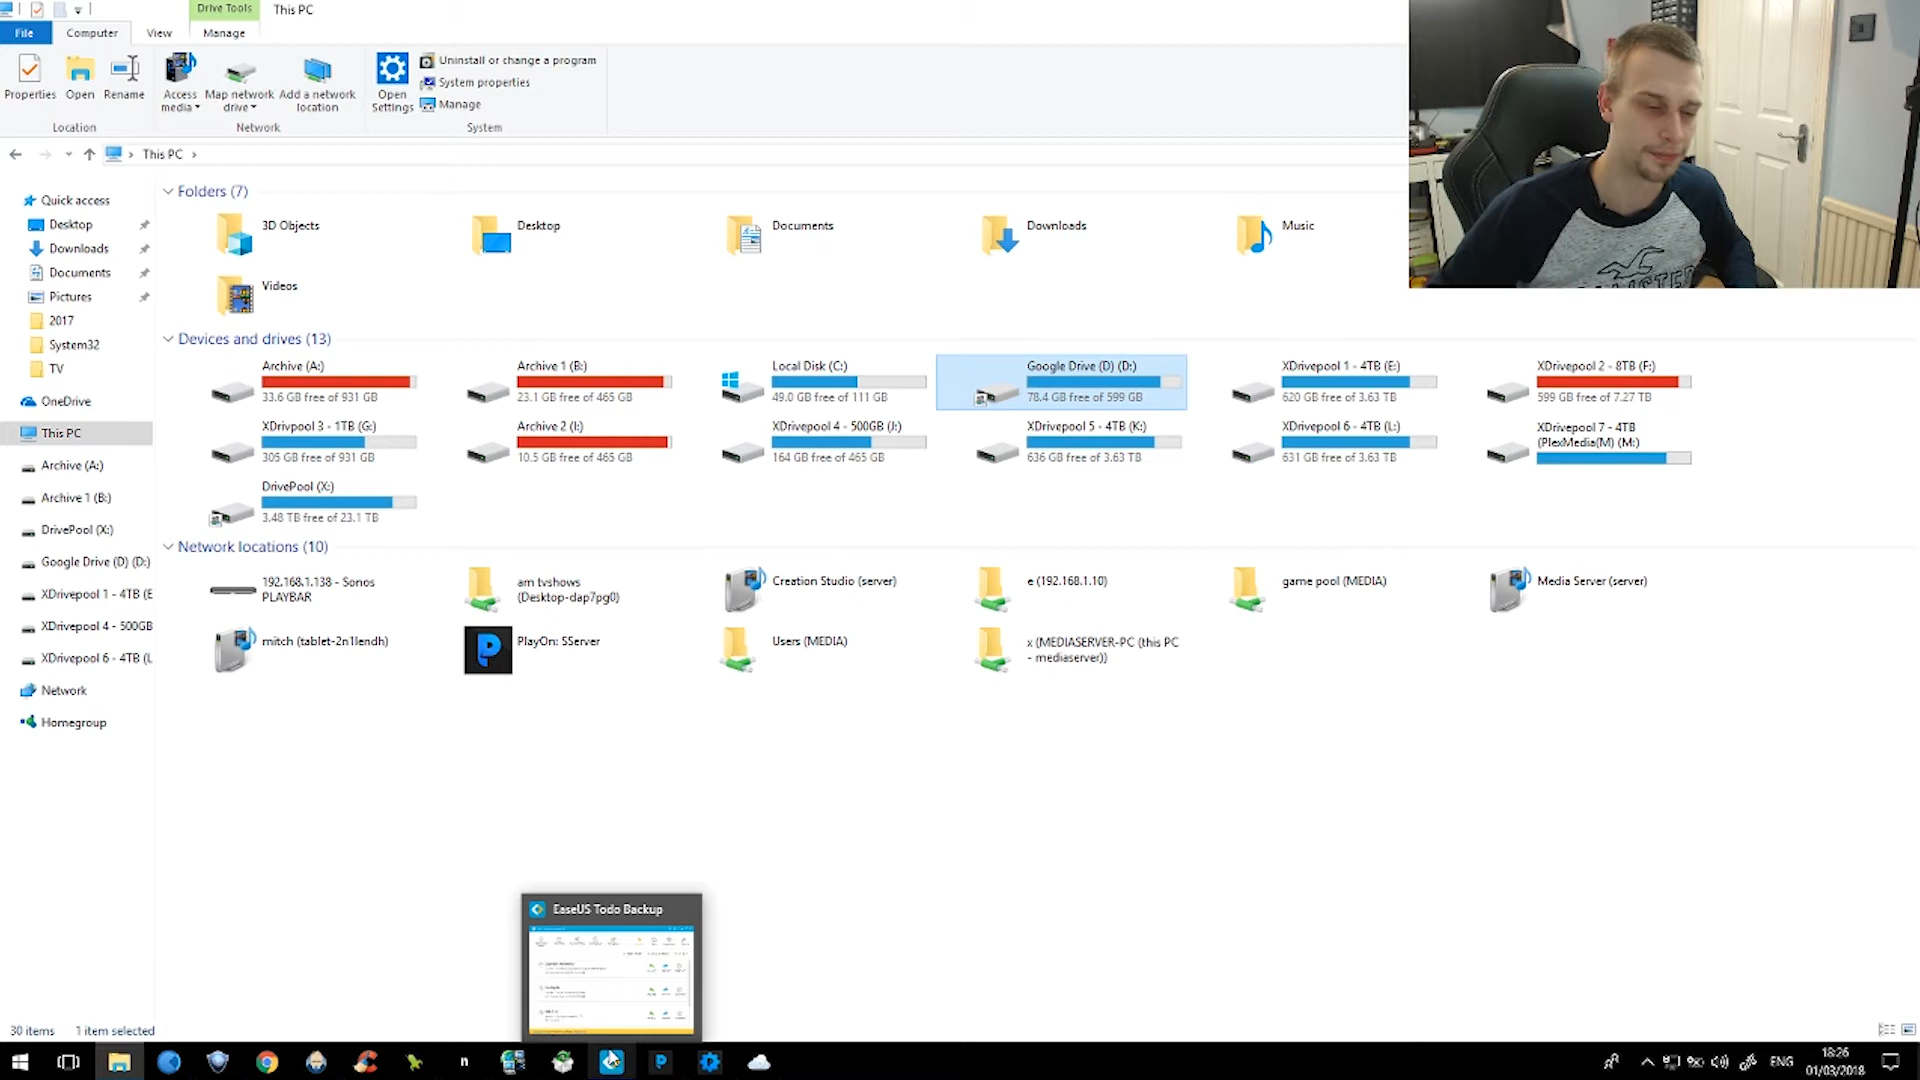 Drive Tools
This PC
File
Computer
View
Manage
Properties
Open
Rename
Access media
Map network drive
Add a network location
Open Settings
Uninstall or change a program
System properties
Manage
Location
Network
System
This PC
Quick access
Desktop
Downloads
Documents
Pictures
2017
System32
TV
OneDrive
This PC
Archive (A:)
Archive 1 (B:)
DrivePool (X:)
Google Drive (D) (D:)
XDrivepool 1 - 4TB (E
XDrivepool 4 - 500GB
XDrivepool 6 - 4TB (L
Network
Homegroup
Folders (7)
3D Objects
Desktop
Documents
Downloads
Music
Videos
Devices and drives (13)
Archive (A:)
33.6 GB free of 931 GB
Archive 1 (B:)
23.1 GB free of 465 GB
Local Disk (C:)
49.0 GB free of 111 GB
Google Drive (D) (D:)
78.4 GB free of 599 GB
XDrivepool 1 - 4TB (E:)
620 GB free of 3.63 TB
XDrivepool 2 - 8TB (F:)
599 GB free of 7.27 TB
XDrivpool 3 - 1TB (G:)
305 GB free of 931 GB
Archive 2 (I:)
10.5 GB free of 465 GB
XDrivepool 4 - 500GB (J:)
164 GB free of 465 GB
XDrivepool 5 - 4TB (K:)
636 GB free of 3.63 TB
XDrivepool 6 - 4TB (L:)
631 GB free of 3.63 TB
XDrivepool 7 - 4TB
(PlexMedia(M) (M:)
DrivePool (X:)
3.48 TB free of 23.1 TB
Network locations (10)
192.168.1.138 - Sonos
PLAYBAR
am tvshows
(Desktop-dap7pg0)
Creation Studio (server)
e (192.168.1.10)
game pool (MEDIA)
Media Server (server)
mitch (tablet-2n1lendh)
PlayOn: SServer
Users (MEDIA)
x (MEDIASERVER-PC (this PC
- mediaserver))
EaseUS Todo Backup
30 items
1 item selected
ENG
18:26
01/03/2018